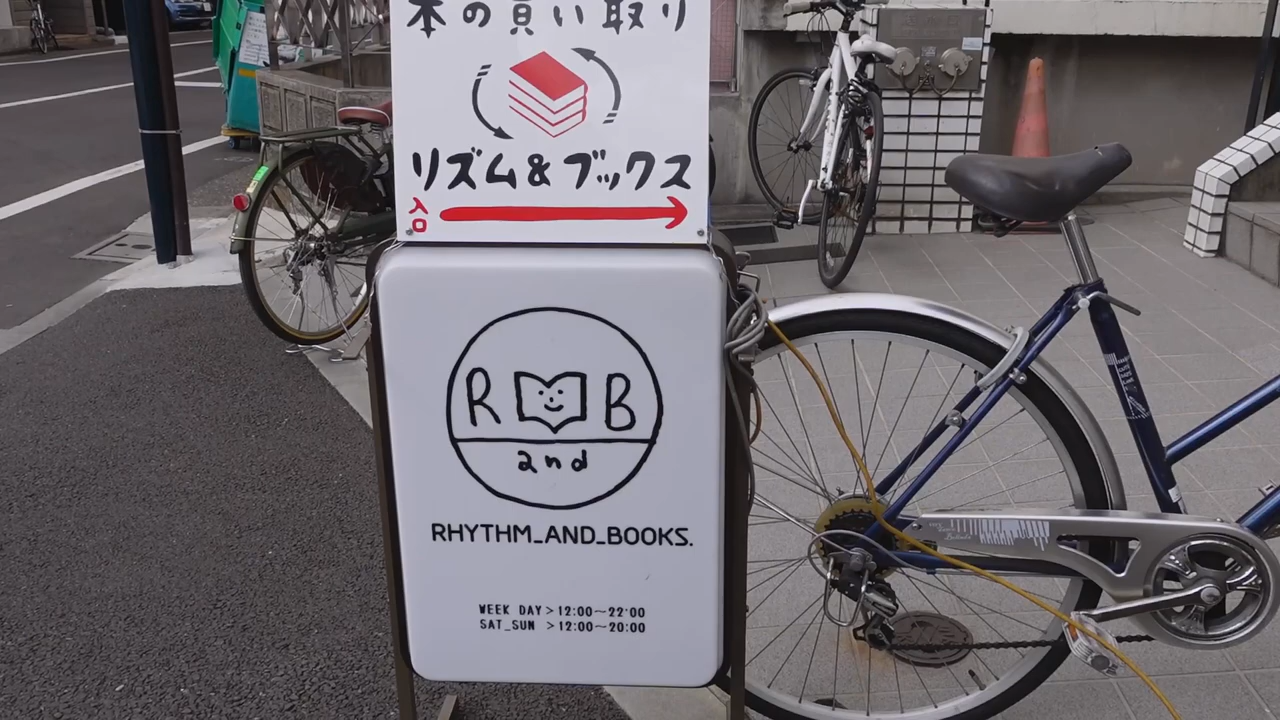 本の買い取り
リズム&ブックス
入口
R B
and
RHYTHM_AND_BOOKS.
WEEK DAY>12:00~22:00
SAT_SUN >12:00~20:00